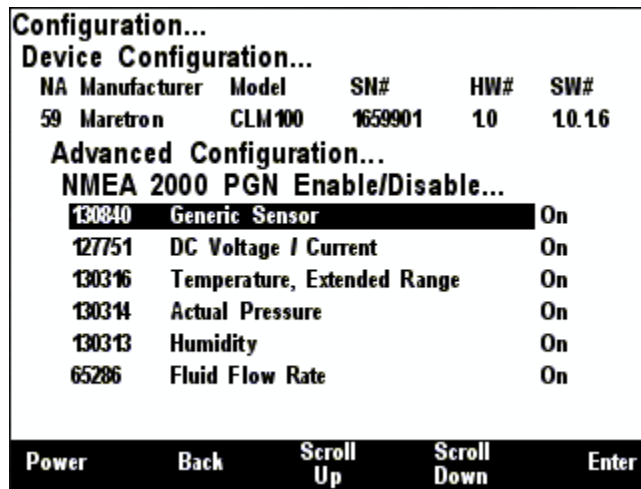 Configuration...
Device Configuration...
NA Manufacturer Model SN# HW# SW#
59 Maretron CLM100 1659901 1.0 1.0.1.6
Advanced Configuration...
NMEA 2000 PGN Enable/Disable...
130840 Generic Sensor On
127751 DC Voltage / Current On
130316 Temperature, Extended Range On
130314 Actual Pressure On
130313 Humidity On
65286 Fluid Flow Rate On
Power Back Scroll Up Scroll Down Enter